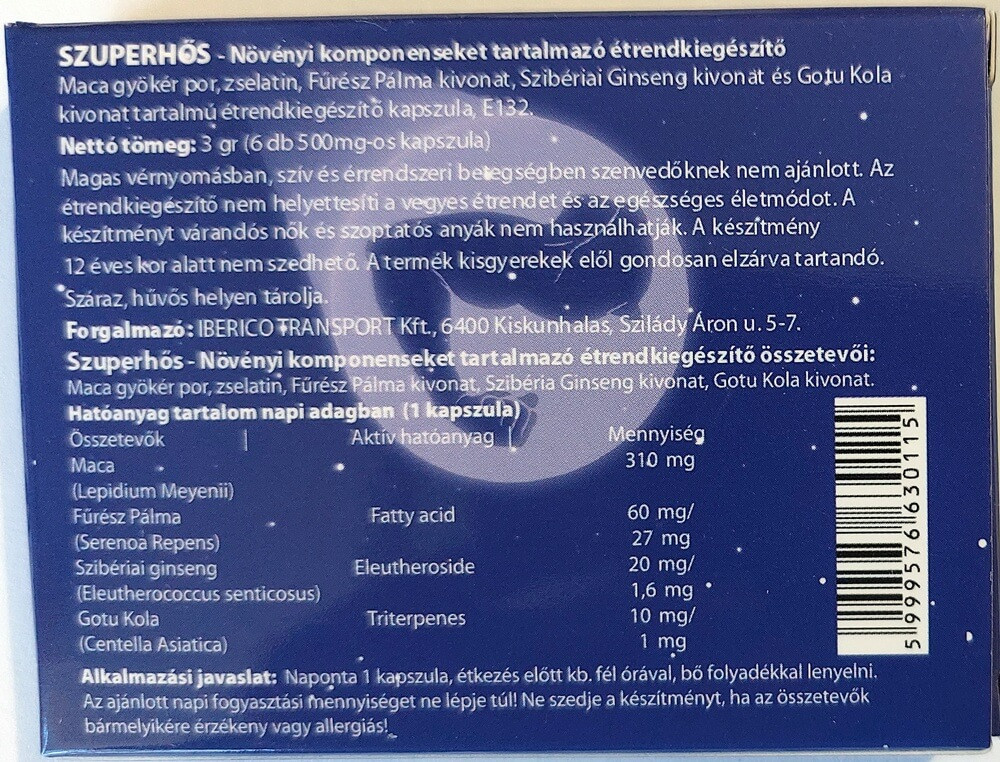 SZUPERHŐS - Növényi komponenseket tartalmazó étrendkiegészítő
Maca gyökér por, zselatin, Fűrész Pálma kivonat, Szibériai Ginseng kivonat és Gotu Kola
kivonat tartalmú étrendkiegészítő kapszula, E132.
Nettó tömeg: 3 gr (6 db 500mg-os kapszula)
Magas vérnyomásban, szív és érrendszeri betegségben szenvedőknek nem ajánlott. Az
étrendkiegészítő nem helyettesíti a vegyes étrendet és az egészséges életmódot. A
készítményt várandós nők és szoptatós anyák nem használhatják. A készítmény
12 éves kor alatt nem szedhető. A termék kisgyerekek elől gondosan elzárva tartandó.
Száraz, hűvős helyen tárolja.
Forgalmazó: IBERICO TRANSPORT Kft., 6400 Kiskunhalas, Szilády Áron u. 5-7.
Szuperhős - Növényi komponenseket tartalmazó étrendkiegészítő összetevői:
Maca gyökér por, zselatin, Fűrész Pálma kivonat, Szibéria Ginseng kivonat, Gotu Kola kivonat.
Hatóanyag tartalom napi adagban (1 kapszula)
Összetevők | Aktív hatóanyag | Mennyiség
Maca 310 mg
(Lepidium Meyenii)
Fűrész Pálma Fatty acid 60 mg/
(Serenoa Repens) 27 mg
Szibériai ginseng Eleutheroside 20 mg/
(Eleutherococcus senticosus) 1,6 mg
Gotu Kola Triterpenes 10 mg/
(Centella Asiatica) 1 mg
Alkalmazási javaslat: Naponta 1 kapszula, étkezés előtt kb. fél órával, bő folyadékkal lenyelni.
Az ajánlott napi fogyasztási mennyiséget ne lépje túl! Ne szedje a készítményt, ha az összetevők
bármelyikére érzékeny vagy allergiás!
5999576630115